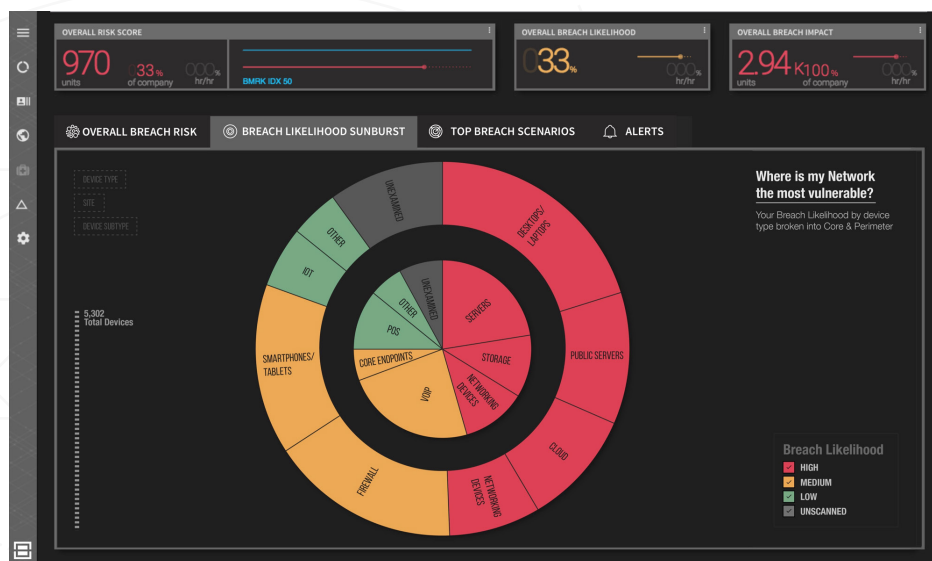 OVERALL RISK SCORE
970
units
033%
of company
000%
hr/hr
BMRK IDX 50
OVERALL BREACH LIKELIHOOD
033%
000%
hr/hr
OVERALL BREACH IMPACT
2.94 K100%
units
of company
000%
hr/hr
OVERALL BREACH RISK
BREACH LIKELIHOOD SUNBURST
TOP BREACH SCENARIOS
ALERTS
DEVICE TYPE
SITE
DEVICE SUBTYPE
5,302
Total Devices
Where is my Network
the most vulnerable?
Your Breach Likelihood by device
type broken into Core & Perimeter
UNEXAMINED
DESKTOPS/
LAPTOPS
PUBLIC SERVERS
CLOUD
NETWORKING
DEVICES
FIREWALL
SMARTPHONES/
TABLETS
IOT
OTHER
UNEXAMINED
SERVERS
STORAGE
NETWORKING
DEVICES
VOIP
CORE ENDPOINTS
POS
OTHER
Breach Likelihood
HIGH
MEDIUM
LOW
UNSCANNED